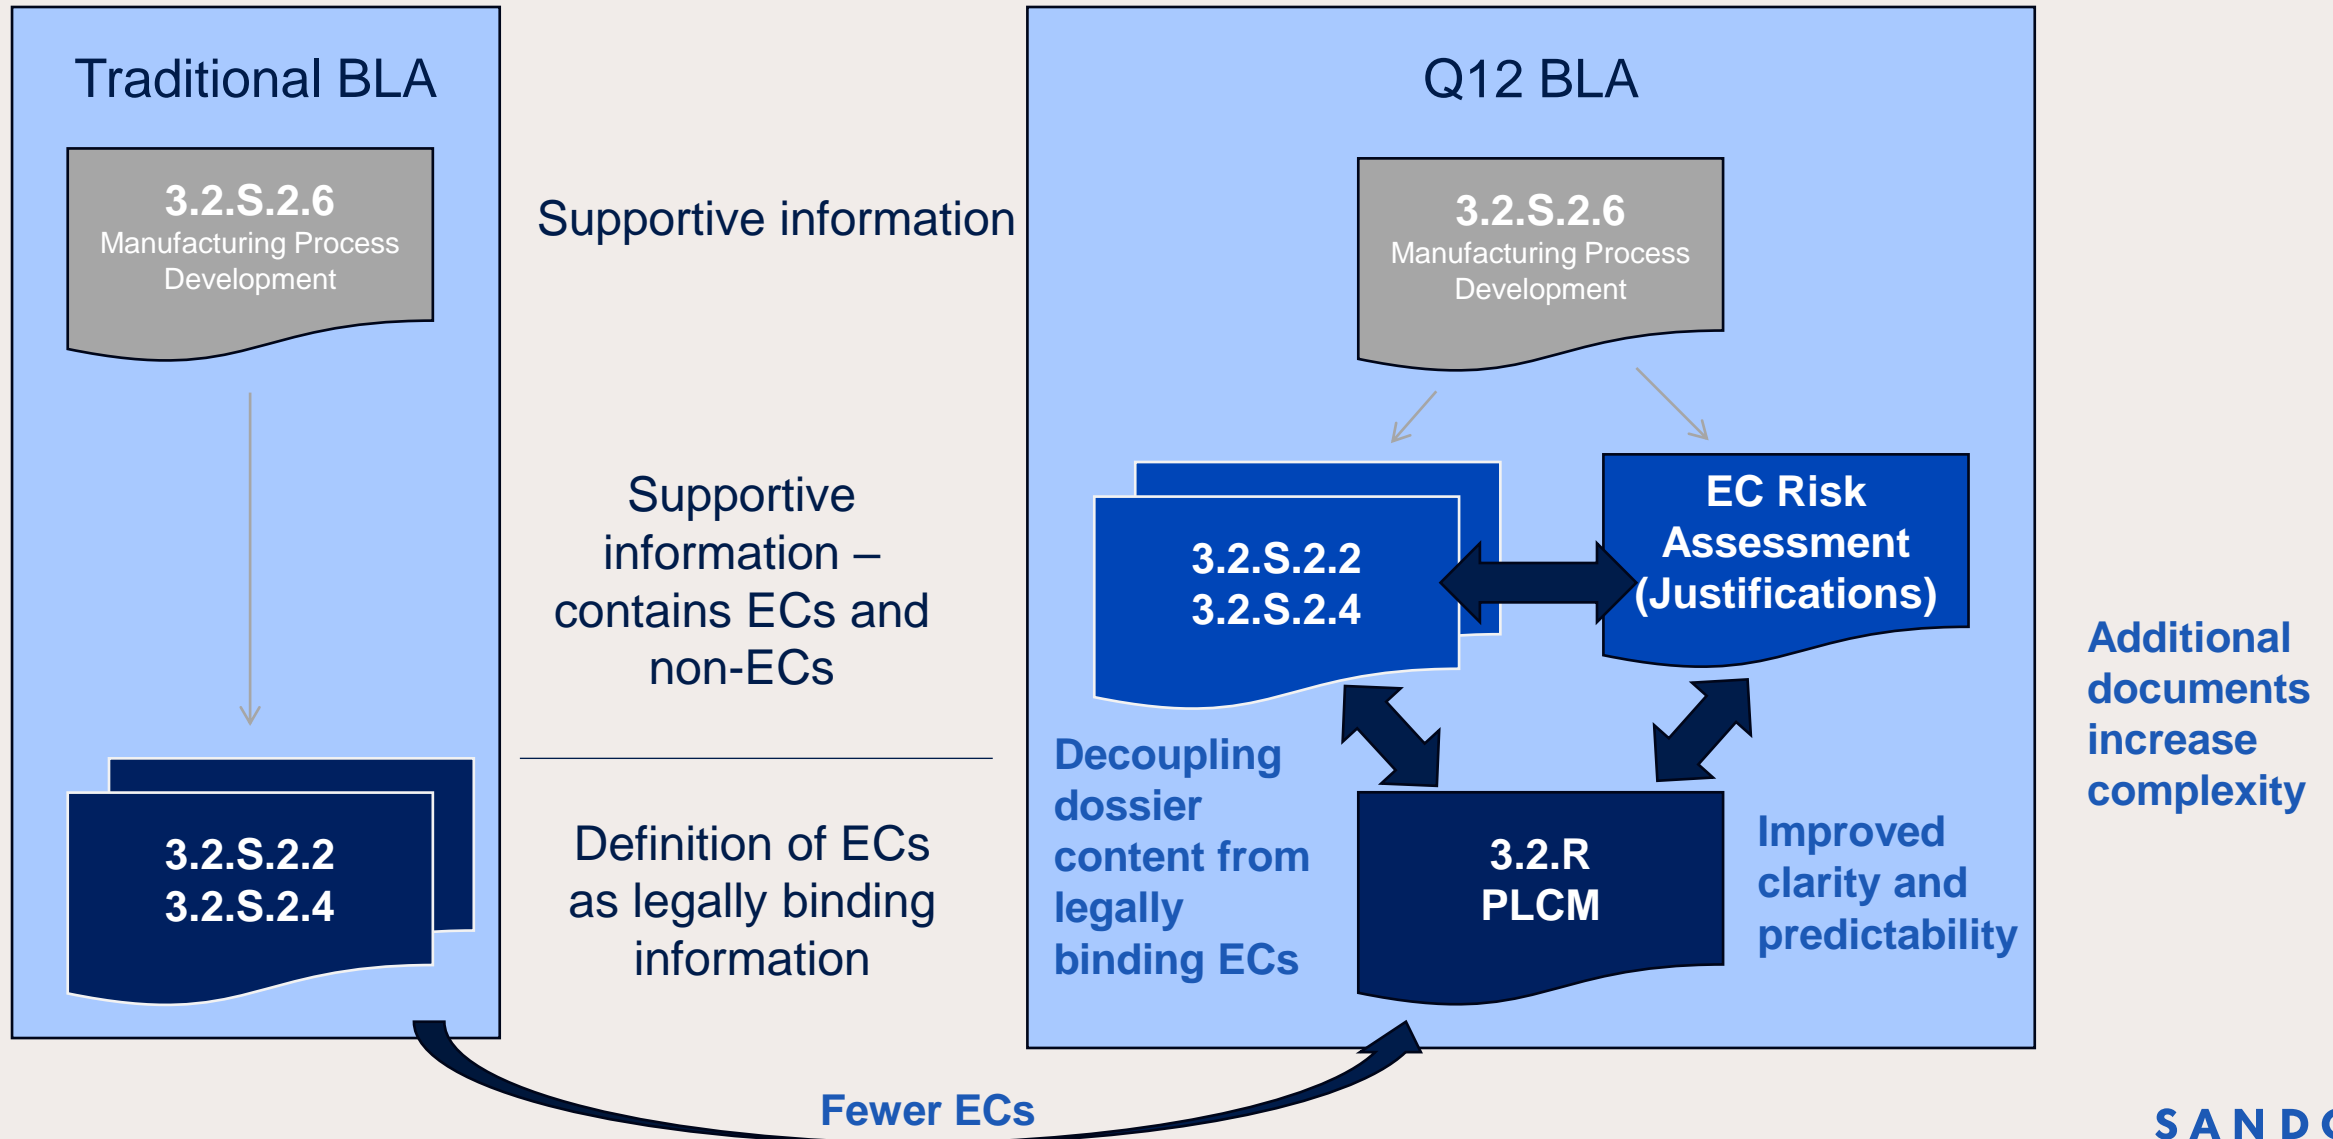 Traditional BLA
3.2.S.2.6
Manufacturing Process
Development
3.2.S.2.2
3.2.S.2.4
Supportive information
Supportive
information –
contains ECs and
non-ECs
Definition of ECs
as legally binding
information
Q12 BLA
3.2.S.2.6
Manufacturing Process
Development
3.2.S.2.2
3.2.S.2.4
EC Risk
Assessment
(Justifications)
Decoupling
dossier
content from
legally
binding ECs
3.2.R
PLCM
Improved
clarity and
predictability
Additional
documents
increase
complexity
Fewer ECs